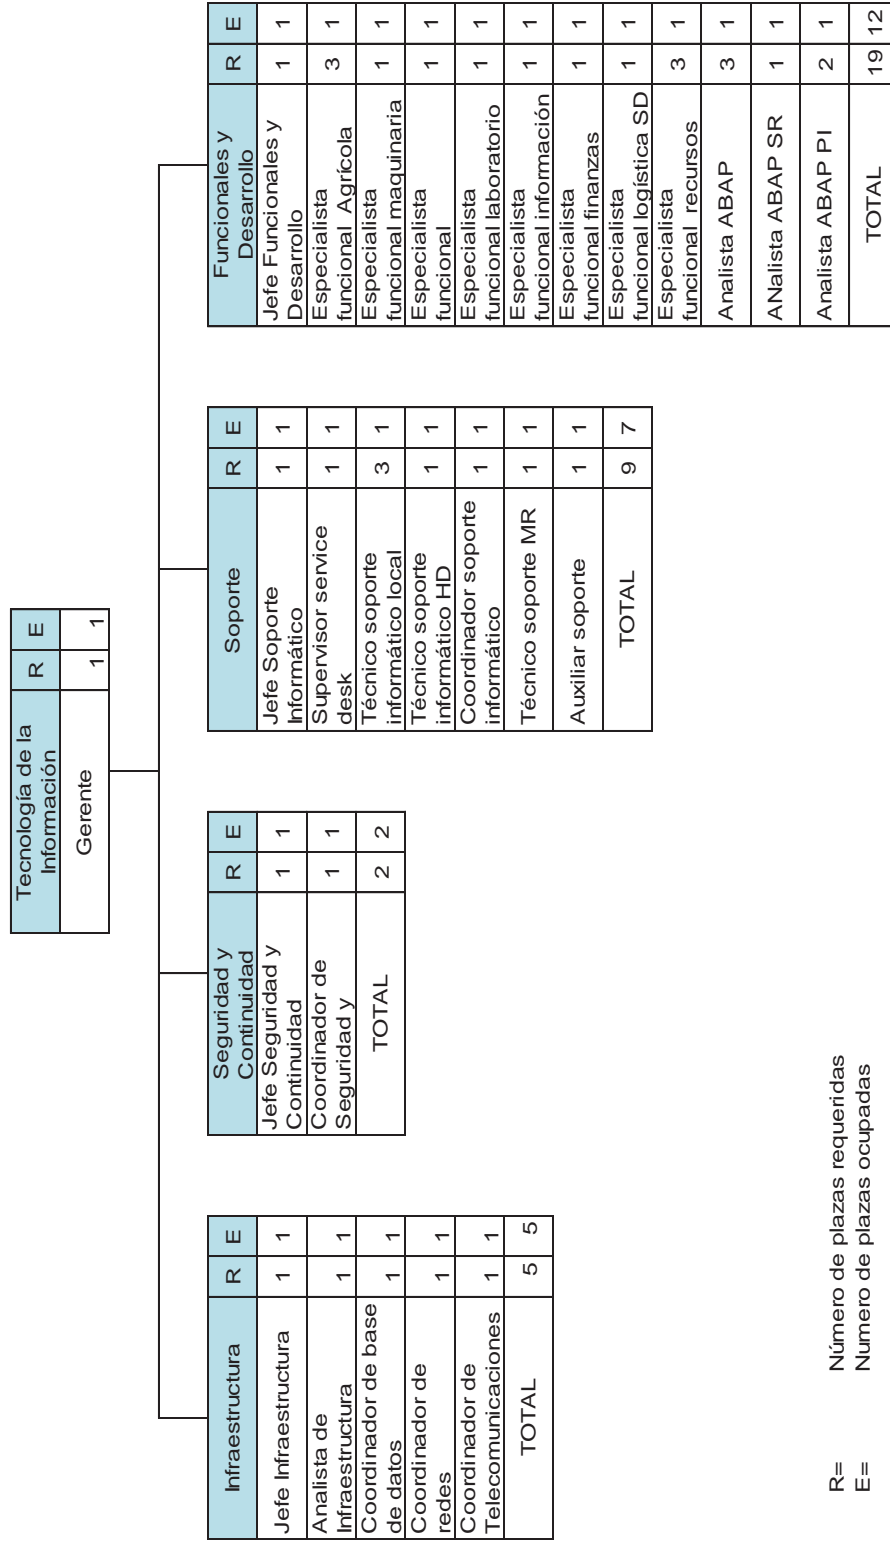 Tecnología de la
Información
R
E
Gerente
1
1
Infraestructura
R
E
Jefe Infraestructura
1
1
Analista de
Infraestructura
1
1
Coordinador de base
de datos
1
1
Coordinador de
redes
1
1
Coordinador de
Telecomunicaciones
1
1
TOTAL
5
5
Seguridad y
Continuidad
R
E
Jefe Seguridad y
Continuidad
1
1
Coordinador de
Seguridad y
1
1
TOTAL
2
2
Soporte
R
E
Jefe Soporte
Informático
1
1
Supervisor service
desk
1
1
Técnico soporte
informático local
3
1
Técnico soporte
informático HD
1
1
Coordinador soporte
informático
1
1
Técnico soporte MR
1
1
Auxiliar soporte
1
1
TOTAL
9
7
Funcionales y
Desarrollo
R
E
Jefe Funcionales y
Desarrollo
1
1
Especialista
funcional Agrícola
3
1
Especialista
funcional maquinaria
1
1
Especialista
funcional
1
1
Especialista
funcional laboratorio
1
1
Especialista
funcional información
1
1
Especialista
funcional finanzas
1
1
Especialista
funcional logística SD
1
1
Especialista
funcional recursos
3
1
Analista ABAP
3
1
ANalista ABAP SR
1
1
Analista ABAP PI
2
1
TOTAL
19
12
R= Número de plazas requeridas
E= Numero de plazas ocupadas